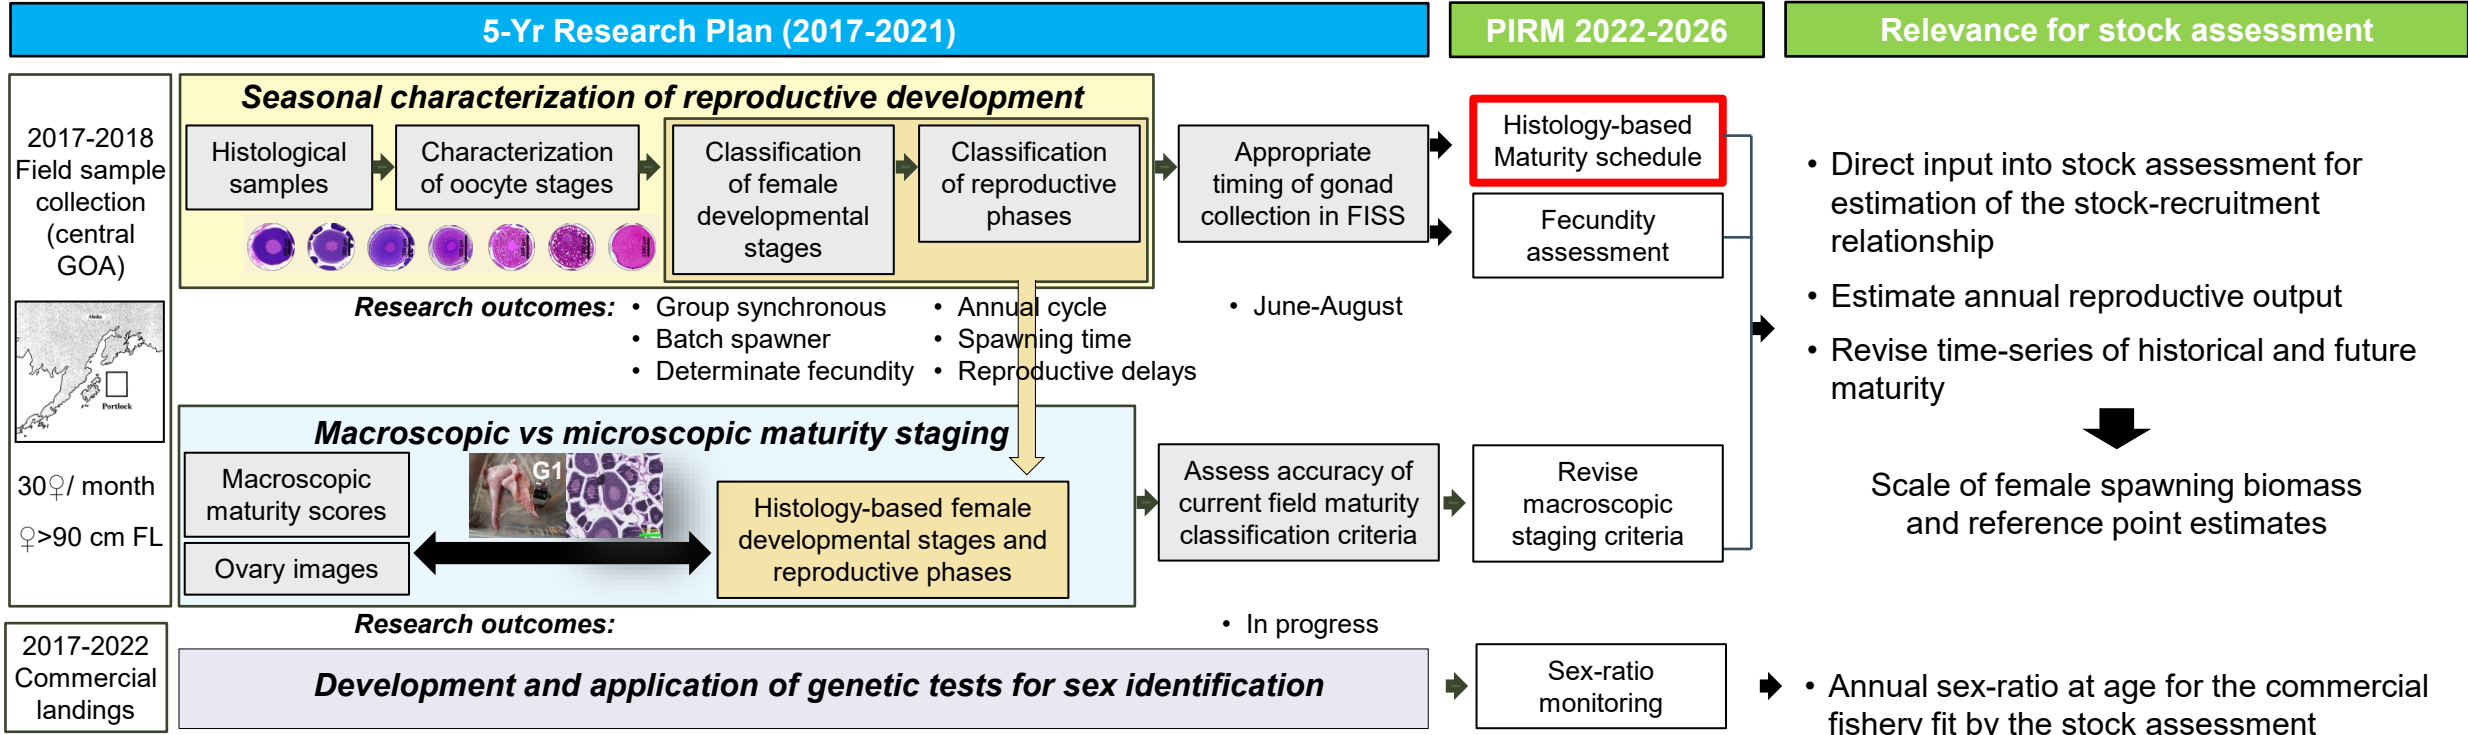 5-Yr Research Plan (2017-2021)
PIRM 2022-2026
Relevance for stock assessment
2017-2018
Field sample
collection
(central
GOA)
Alaska
Portlock
30♀/ month
♀>90 cm FL
Seasonal characterization of reproductive development
Histological
samples
Characterization
of oocyte stages
Classification
of female
developmental
stages
Classification
of reproductive
phases
Appropriate
timing of gonad
collection in FISS
Histology-based
Maturity schedule
Fecundity
assessment
Research outcomes:
• Group synchronous
• Batch spawner
• Determinate fecundity
• Annual cycle
• Spawning time
• Reproductive delays
• June-August
• Direct input into stock assessment for
estimation of the stock-recruitment
relationship
• Estimate annual reproductive output
• Revise time-series of historical and future
maturity
Scale of female spawning biomass
and reference point estimates
Macroscopic vs microscopic maturity staging
Macroscopic
maturity scores
Ovary images
G1
Histology-based female
developmental stages and
reproductive phases
Assess accuracy of
current field maturity
classification criteria
Revise
macroscopic
staging criteria
Research outcomes:
• In progress
2017-2022
Commercial
landings
Development and application of genetic tests for sex identification
Sex-ratio
monitoring
• Annual sex-ratio at age for the commercial
fishery fit by the stock assessment